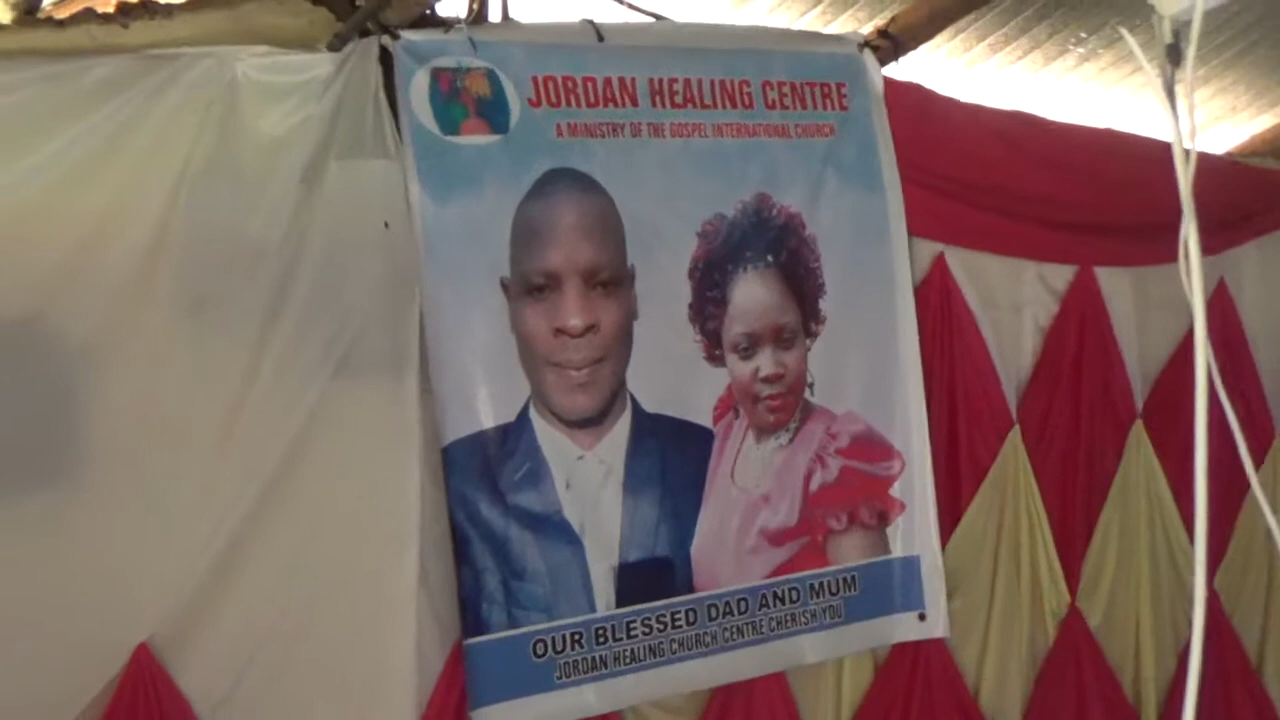 JORDAN HEALING CENTRE
A MINISTRY OF THE GOSPEL INTERNATIONAL CHURCH
OUR BLESSED DAD AND MUM
JORDAN HEALING CHURCH CENTRE CHERISH YOU